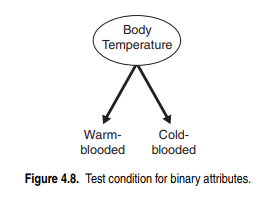 Body
Temperature
Warm-
blooded
Cold-
blooded
Figure 4.8. Test condition for binary attributes.